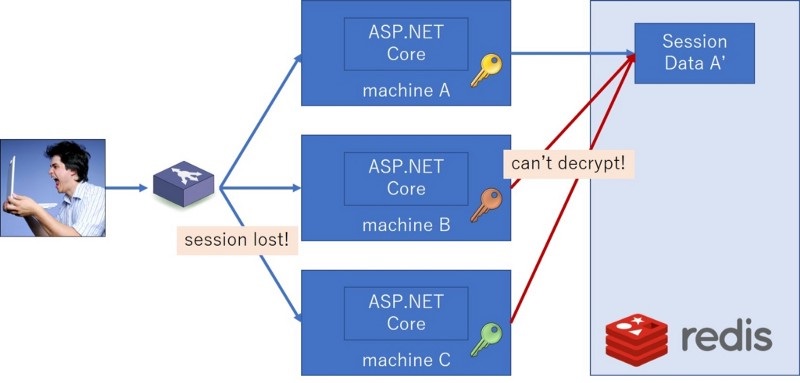 ASP.NET
Core
machine A
Session
Data A'
ASP.NET
Core
machine B
can't decrypt!
session lost!
ASP.NET
Core
machine C
redis